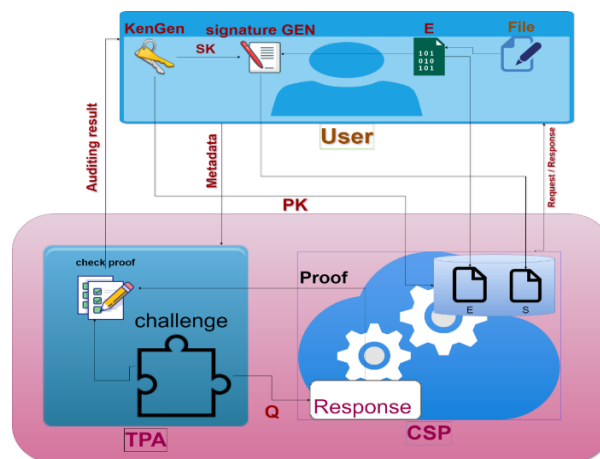 KenGen
signature GEN
E
File
SK
101
010
101
User
Auditing result
Metadada
Request / Response
PK
check proof
Proof
E
S
challenge
Q
Response
TPA
CSP